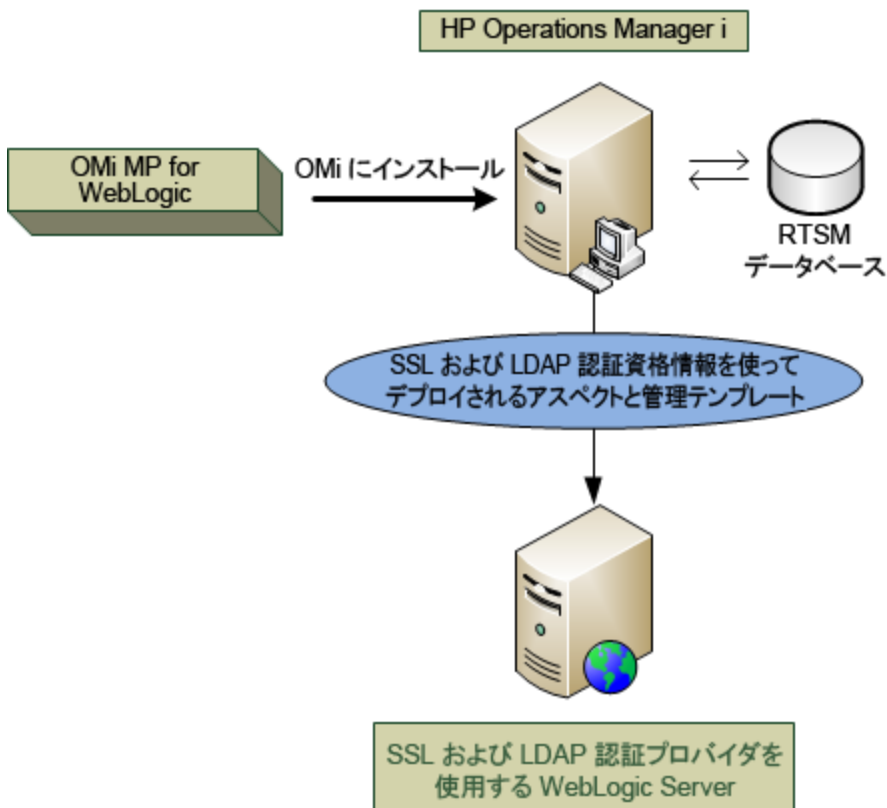 HP Operations Manager i
OMi MP for
WebLogic
OMi にインストール
RTSM
データベース
SSL および LDAP 認証資格情報を使って
デプロイされるアスペクトと管理テンプレート
SSL および LDAP 認証プロバイダを
使用する WebLogic Server